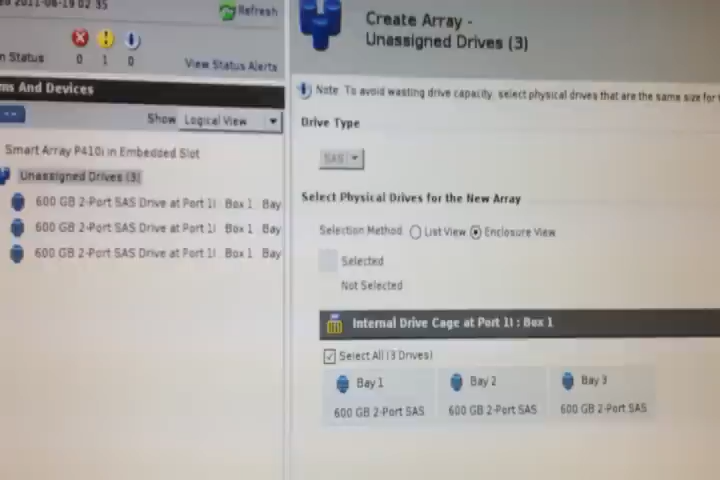 2011-08-19 02 35
Refresh
n Status
0 1 0
View Status Alerts
ms And Devices
Show Logical View
Smart Array P410i in Embedded Slot
Unassigned Drives (3)
600 GB 2-Port SAS Drive at Port 1I : Box 1 : Bay
600 GB 2-Port SAS Drive at Port 1I : Box 1 : Bay
600 GB 2-Port SAS Drive at Port 1I : Box 1 : Bay
Create Array -
Unassigned Drives (3)
Note: To avoid wasting drive capacity, select physical drives that are the same size for
Drive Type
SAS
Select Physical Drives for the New Array
Selection Method: List View Enclosure View
Selected
Not Selected
Internal Drive Cage at Port 1I : Box 1
Select All (3 Drives)
Bay 1 Bay 2 Bay 3
600 GB 2-Port SAS 600 GB 2-Port SAS 600 GB 2-Port SAS